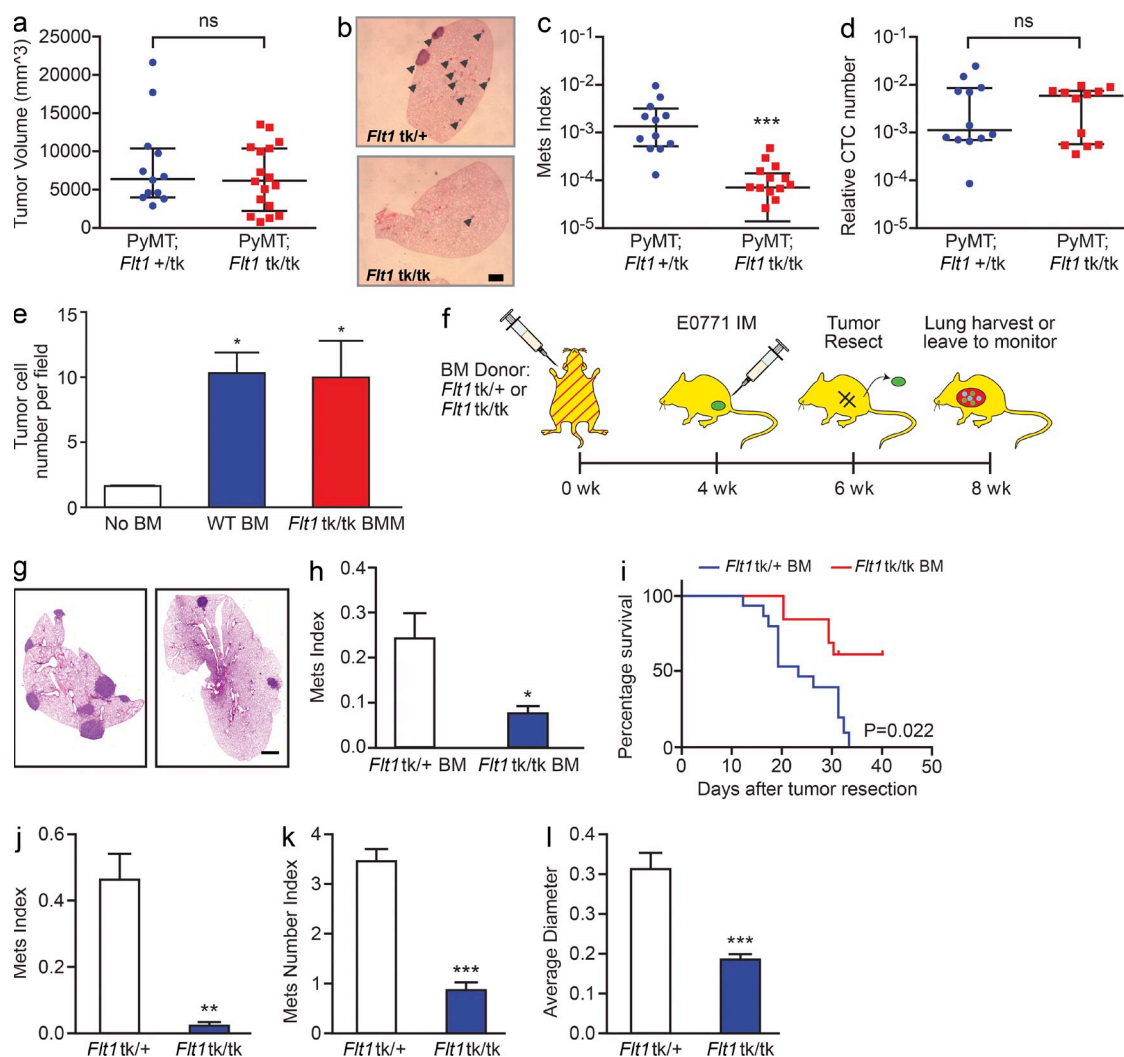 a
ns
Tumor Volume (mm^3)
25000
20000
15000
10000
5000
0
PyMT;
Flt1 +/tk
PyMT;
Flt1 tk/tk
b
Flt1 tk/+
Flt1 tk/tk
c
Mets Index
10-1
10-2
10-3
10-4
10-5
***
PyMT;
Flt1 +/tk
PyMT;
Flt1 tk/tk
d
ns
Relative CTC number
10-1
10-2
10-3
10-4
10-5
PyMT;
Flt1 +/tk
PyMT;
Flt1 tk/tk
e
Tumor cell
number per field
15
10
5
0
*
*
No BM
WT BM
Flt1 tk/tk BMM
f
BM Donor:
Flt1 tk/+ or
Flt1 tk/tk
E0771 IM
Tumor
Resect
Lung harvest or
leave to monitor
0 wk
4 wk
6 wk
8 wk
g
h
Mets Index
0.4
0.3
0.2
0.1
0.0
*
Flt1 tk/+ BM
Flt1 tk/tk BM
i
Flt1 tk/+ BM
Flt1 tk/tk BM
Percentage survival
100
50
0
P=0.022
0
10
20
30
40
50
Days after tumor resection
j
Mets Index
0.6
0.4
0.2
0.0
**
Flt1 tk/+
Flt1 tk/tk
k
Mets Number Index
4
3
2
1
0
***
Flt1 tk/+
Flt1 tk/tk
l
Average Diameter
0.4
0.3
0.2
0.1
0.0
***
Flt1 tk/+
Flt1 tk/tk